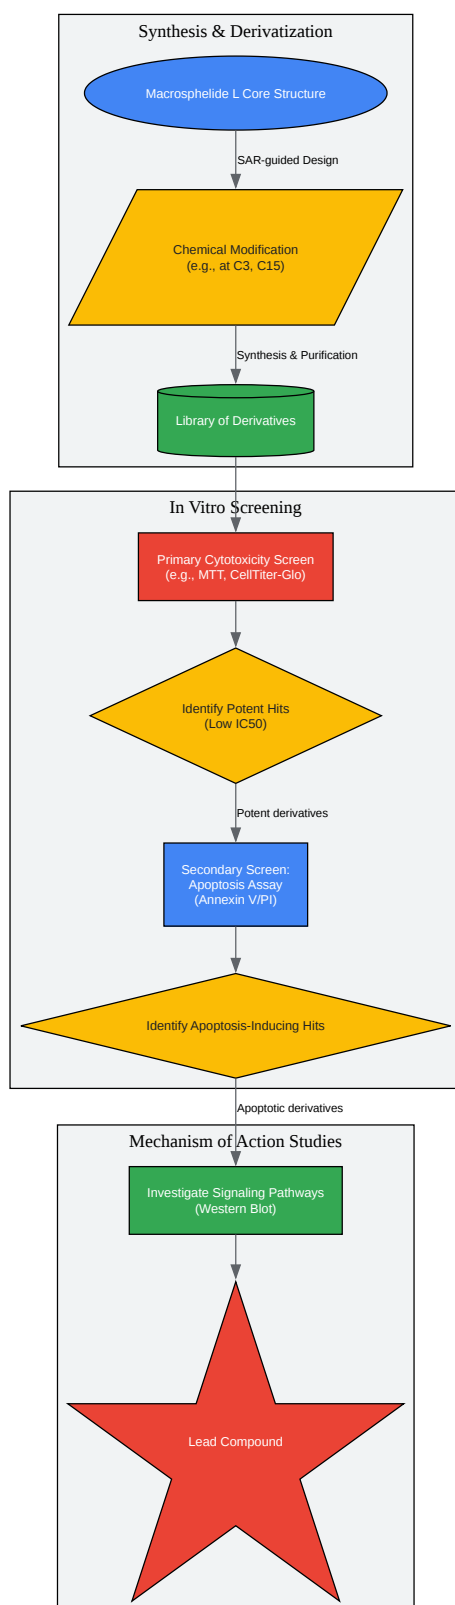 Synthesis & Derivatization
Macrosphelide L Core Structure
SAR-guided Design
Chemical Modification
(e.g., at C3, C15)
Synthesis & Purification
Library of Derivatives
In Vitro Screening
Primary Cytotoxicity Screen
(e.g., MTT, CellTiter-Glo)
Identify Potent Hits
(Low IC50)
Potent derivatives
Secondary Screen:
Apoptosis Assay
(Annexin V/PI)
Identify Apoptosis-Inducing Hits
Apoptotic derivatives
Mechanism of Action Studies
Investigate Signaling Pathways
(Western Blot)
Lead Compound